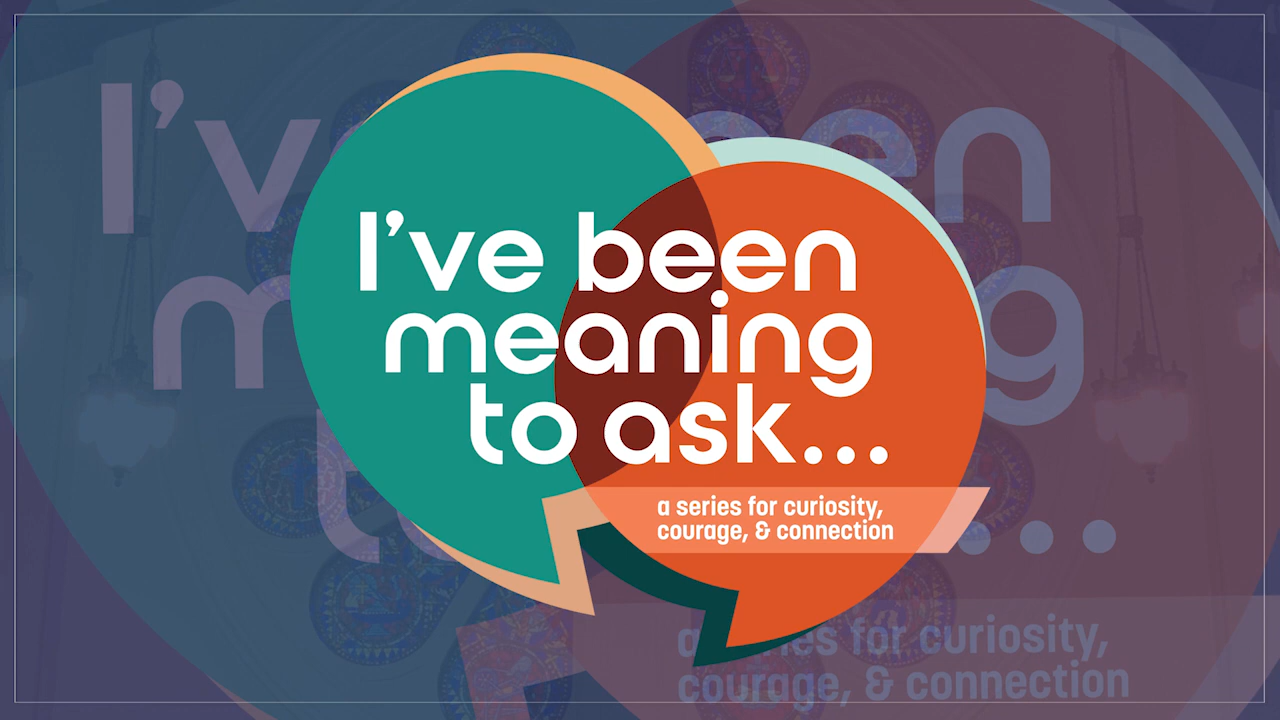 I've been
meaning
to ask...
a series for curiosity,
courage, & connection